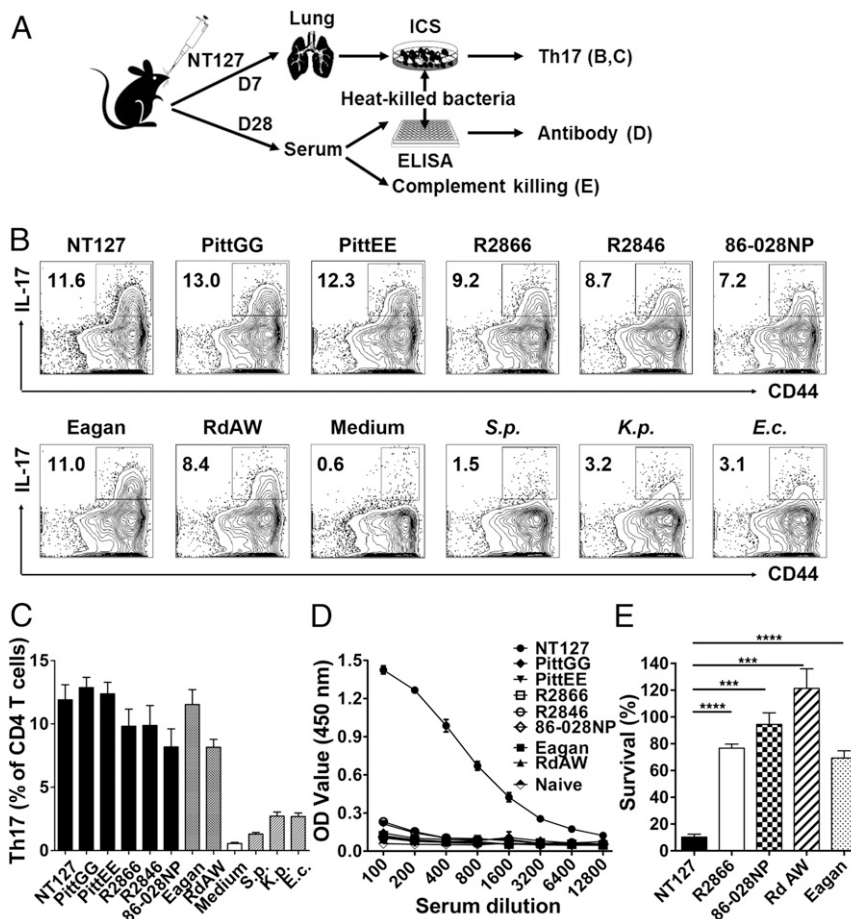 A
NT127
D7
D28
Lung
ICS
Th17 (B,C)
Heat-killed bacteria
Serum
ELISA
Antibody (D)
Complement killing (E)
B
NT127 PittGG PittEE R2866 R2846 86-028NP
IL-17
11.6 13.0 12.3 9.2 8.7 7.2
CD44
Eagan RdAW Medium S.p. K.p. E.c.
IL-17
11.0 8.4 0.6 1.5 3.2 3.1
CD44
C
Th17 (% of CD4 T cells)
15
10
5
0
NT127 PittGG PittEE R2866 R2846 86-028NP Eagan RdAW Medium S.p. K.p. E.c.
D
OD Value (450 nm)
1.5
1.2
0.9
0.6
0.3
0.0
NT127
PittGG
PittEE
R2866
R2846
86-028NP
Eagan
RdAW
Naive
100 200 400 800 1600 3200 6400 12800
Serum dilution
E
Survival (%)
140
120
100
80
60
40
20
0
****
***
***
****
NT127 R2866 86-028NP Rd AW Eagan